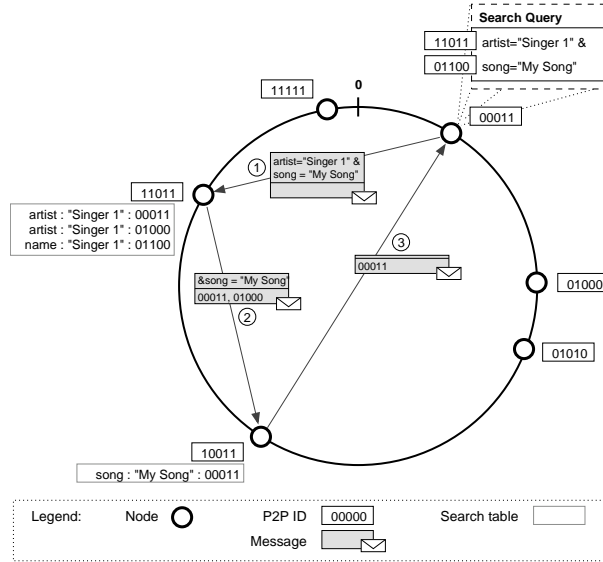 Search Query
11011 artist="Singer 1" &
01100 song="My Song"
0
11111
00011
1
artist="Singer 1" &
song = "My Song"
11011
artist : "Singer 1" : 00011
artist : "Singer 1" : 01000
name : "Singer 1" : 01100
3
00011
&song = "My Song"
00011, 01000
2
01000
01010
10011
song : "My Song" : 00011
Legend: Node P2P ID 00000 Search table
Message